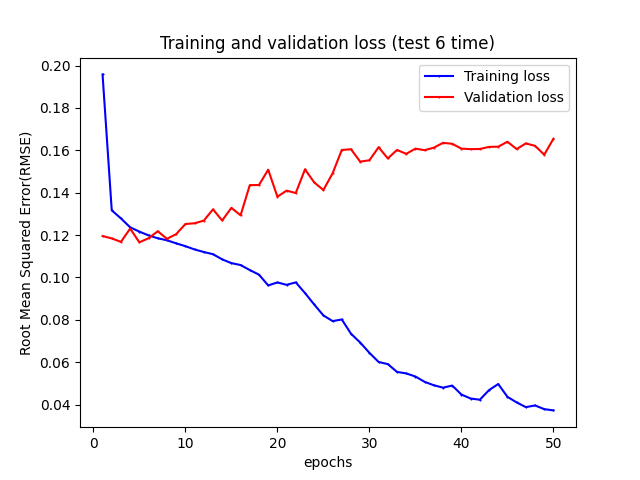 Training and validation loss (test 6 time)
Training loss
Validation loss
Root Mean Squared Error(RMSE)
0.20
0.18
0.16
0.14
0.12
0.10
0.08
0.06
0.04
0 10 20 30 40 50
epochs